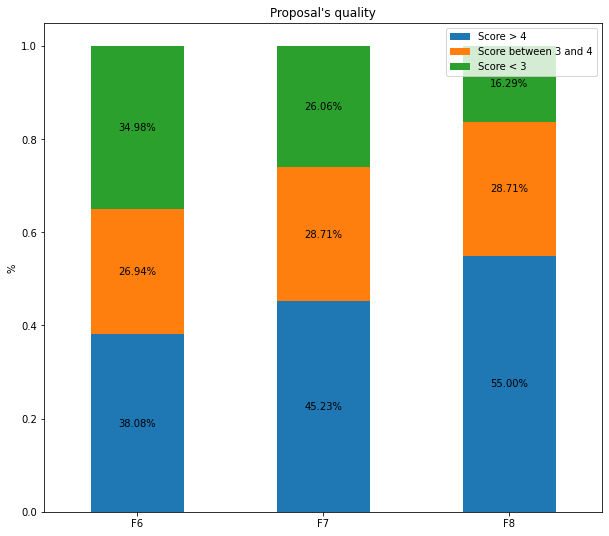 Proposal's quality
Score > 4
Score between 3 and 4
Score < 3
1.0
0.8
0.6
0.4
0.2
0.0
%
34.98%
26.06%
16.29%
26.94%
28.71%
28.71%
38.08%
45.23%
55.00%
F6
F7
F8